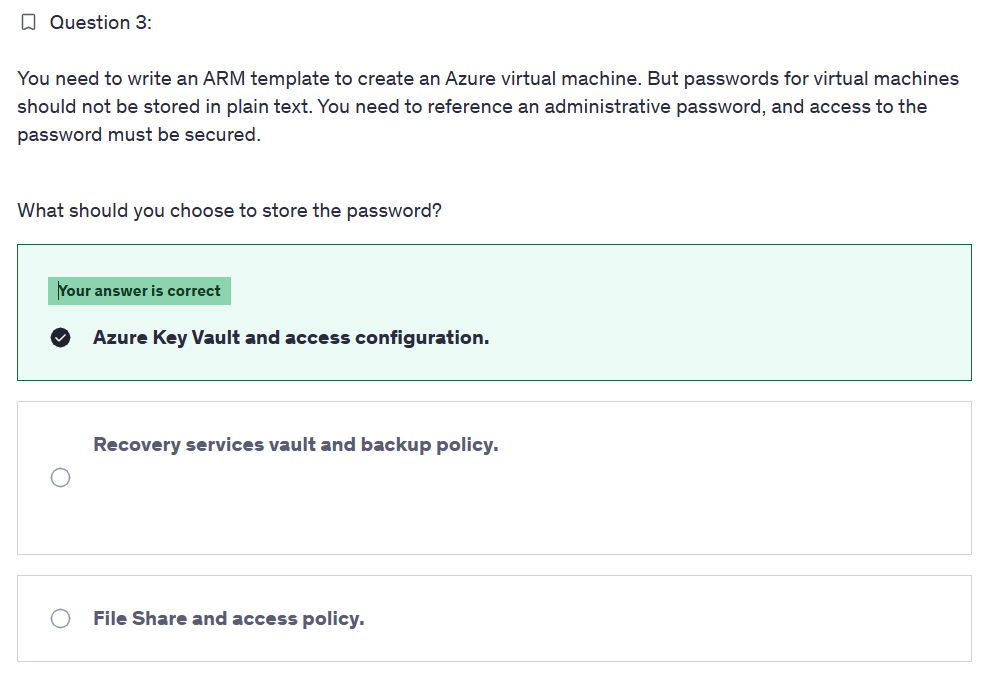 Question 3:
You need to write an ARM template to create an Azure virtual machine. But passwords for virtual machines
should not be stored in plain text. You need to reference an administrative password, and access to the
password must be secured.
What should you choose to store the password?
Your answer is correct
Azure Key Vault and access configuration.
Recovery services vault and backup policy.
File Share and access policy.